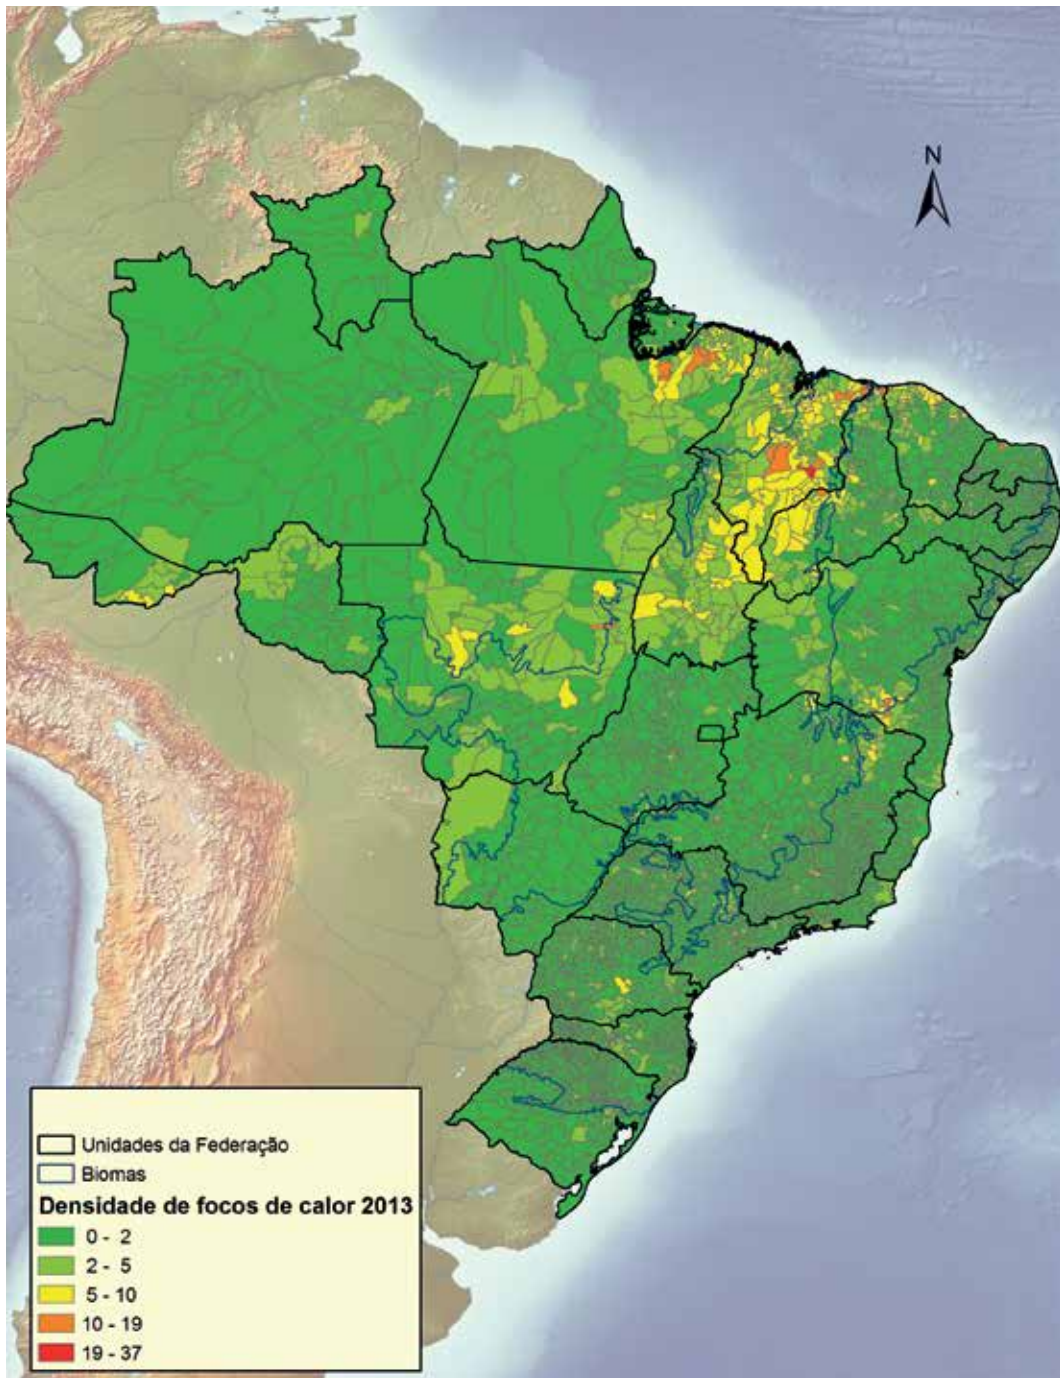 N
Unidades da Federação
Biomas
Densidade de focos de calor 2013
0 - 2
2 - 5
5 - 10
10 - 19
19 - 37